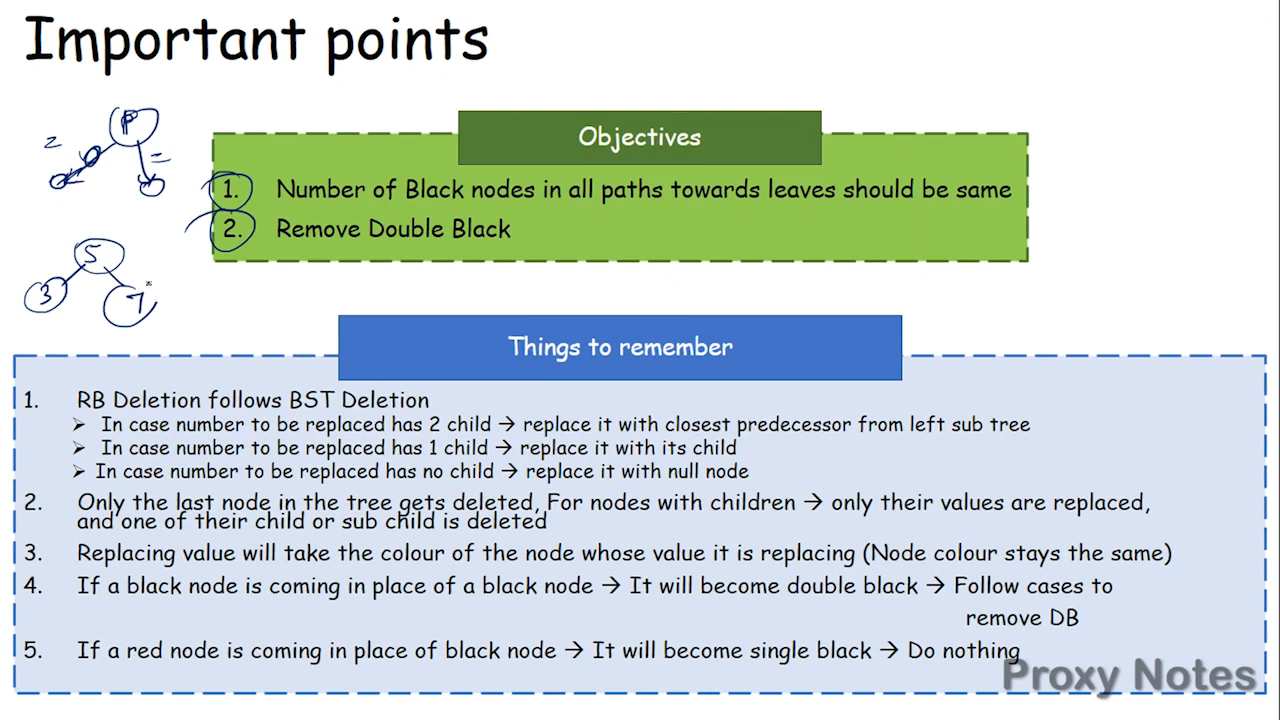 Important points
P
2
5
3
7
Objectives
1. Number of Black nodes in all paths towards leaves should be same
2. Remove Double Black
Things to remember
1. RB Deletion follows BST Deletion
➢ In case number to be replaced has 2 child → replace it with closest predecessor from left sub tree
➢ In case number to be replaced has 1 child → replace it with its child
➢ In case number to be replaced has no child → replace it with null node
2. Only the last node in the tree gets deleted, For nodes with children → only their values are replaced,
and one of their child or sub child is deleted
3. Replacing value will take the colour of the node whose value it is replacing (Node colour stays the same)
4. If a black node is coming in place of a black node → It will become double black → Follow cases to
remove DB
5. If a red node is coming in place of black node → It will become single black → Do nothing
Proxy Notes